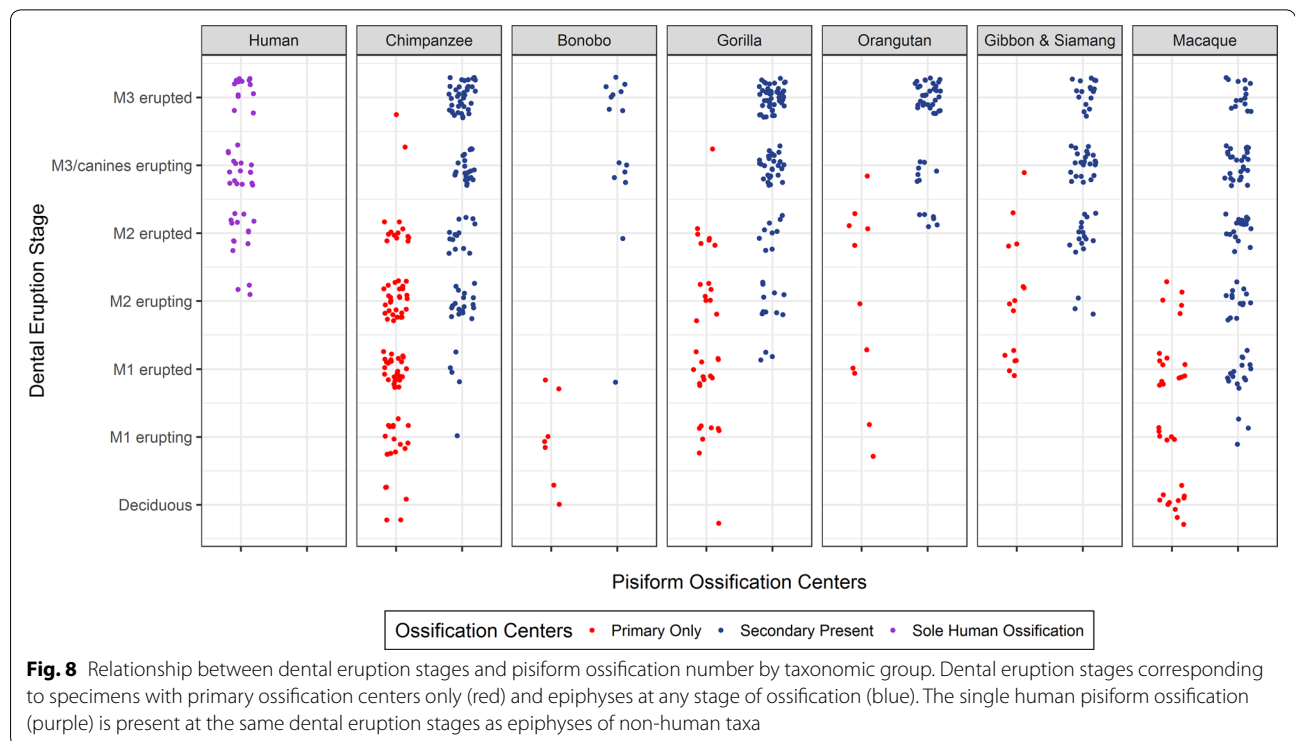 Human Chimpanzee Bonobo Gorilla Orangutan Gibbon & Siamang Macaque
Dental Eruption Stage
M3 erupted
M3/canines erupting
M2 erupted
M2 erupting
M1 erupted
M1 erupting
Deciduous
Pisiform Ossification Centers
Ossification Centers Primary Only Secondary Present Sole Human Ossification
Fig. 8 Relationship between dental eruption stages and pisiform ossification number by taxonomic group. Dental eruption stages corresponding
to specimens with primary ossification centers only (red) and epiphyses at any stage of ossification (blue). The single human pisiform ossification
(purple) is present at the same dental eruption stages as epiphyses of non-human taxa